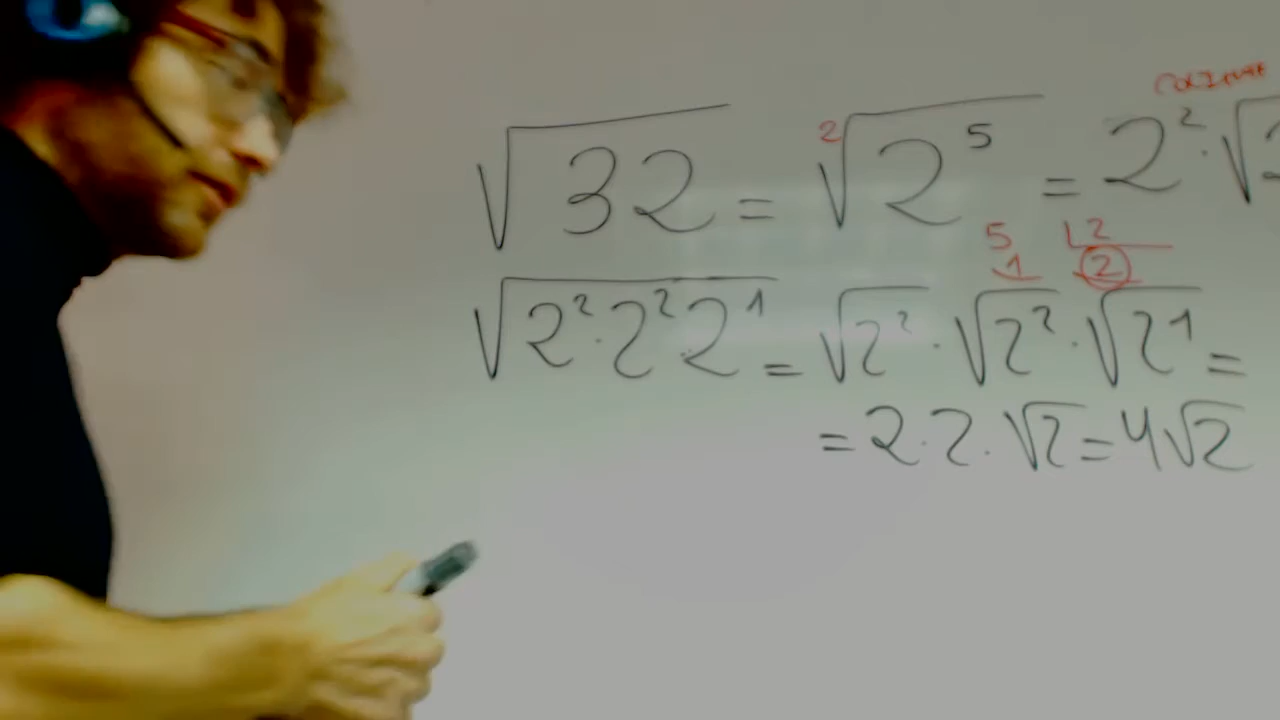 √32 = ²√2⁵ = 2² · √2
5 | 2
1 2
√2² · 2² 2¹ = √2² · √2² · √2¹ =
= 2 · 2 · √2 = 4√2